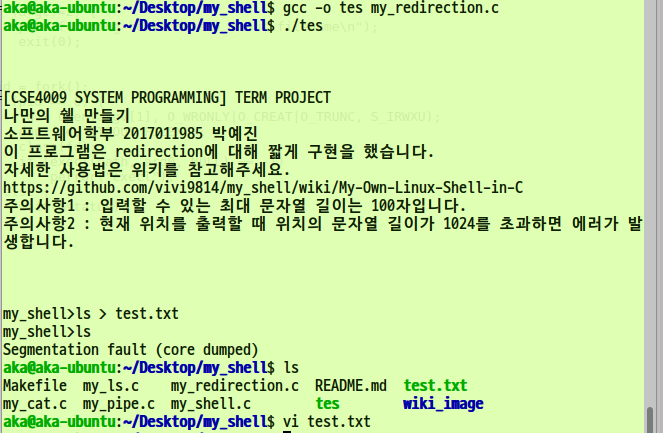 aka@aka-ubuntu:~/Desktop/my_shell$ gcc -o tes my_redirection.c
aka@aka-ubuntu:~/Desktop/my_shell$ ./tes
exit(0);
[CSE4009 SYSTEM PROGRAMMING] TERM PROJECT
나만의 쉘 만들기
소프트웨어학부 2017011985 박예진
이 프로그램은 redirection에 대해 짧게 구현을 했습니다.
자세한 사용법은 위키를 참고해주세요.
https://github.com/vivi9814/my_shell/wiki/My-Own-Linux-Shell-in-C
주의사항1 : 입력할 수 있는 최대 문자열 길이는 100자입니다.
주의사항2 : 현재 위치를 출력할 때 위치의 문자열 길이가 1024를 초과하면 에러가 발
생합니다.
my_shell>ls > test.txt
my_shell>ls
Segmentation fault (core dumped)
aka@aka-ubuntu:~/Desktop/my_shell$ ls
Makefile my_ls.c my_redirection.c README.md test.txt
my_cat.c my_pipe.c my_shell.c tes wiki_image
aka@aka-ubuntu:~/Desktop/my_shell$ vi test.txt